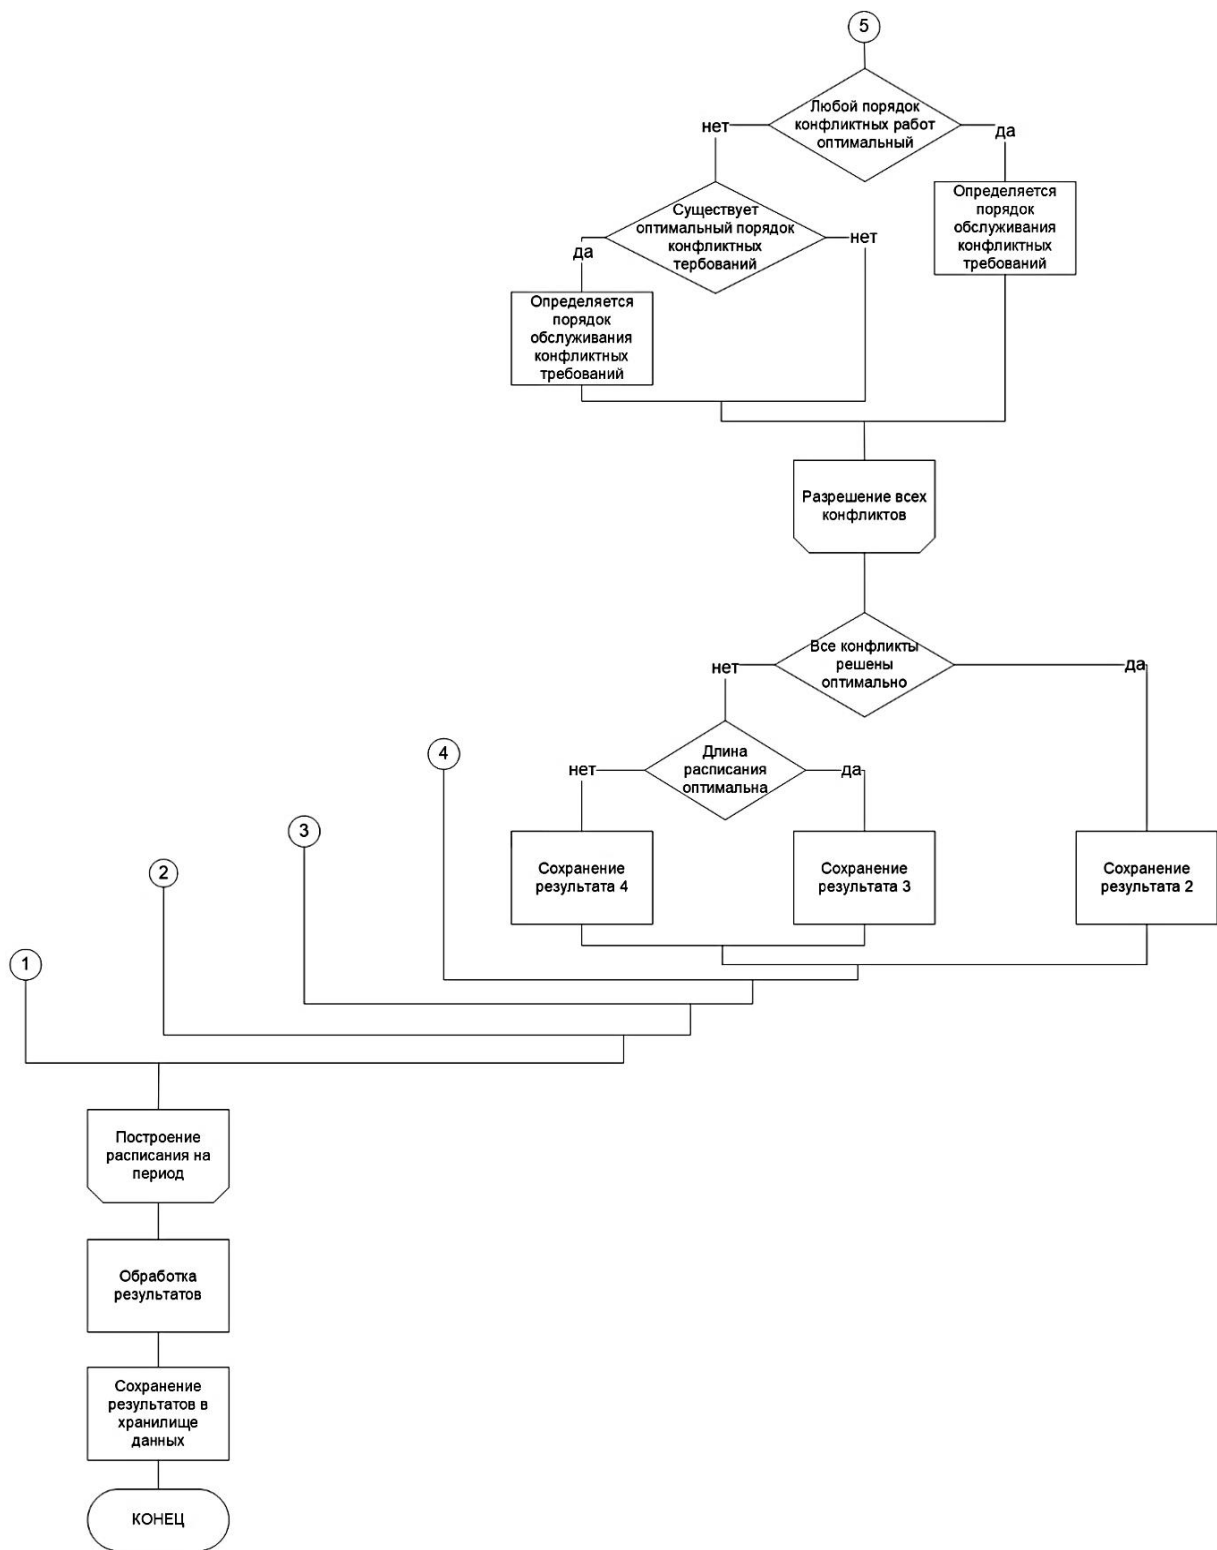 5
Любой порядок
конфликтных работ
оптимальный
нет
да
Существует
оптимальный порядок
конфликтных
тербований
да
нет
Определяется
порядок
обслуживания
конфликтных
требований
Определяется
порядок
обслуживания
конфликтных
требований
Разрешение всех
конфликтов
Все конфликты
решены
оптимально
нет
да
Длина
расписания
оптимальна
нет
да
4
3
2
1
Сохранение
результата 4
Сохранение
результата 3
Сохранение
результата 2
Построение
расписания на
период
Обработка
результатов
Сохранение
результатов в
хранилище
данных
КОНЕЦ